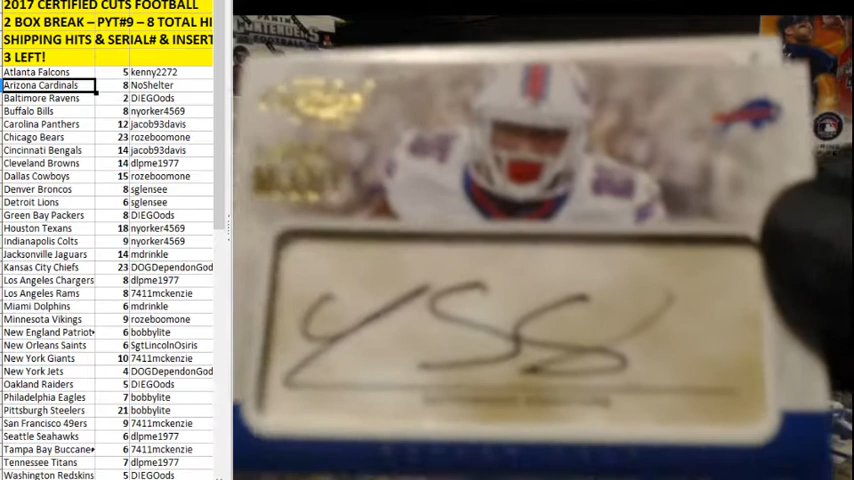 2017 CERTIFIED CUTS FOOTBALL
2 BOX BREAK – PYT#9 – 8 TOTAL HI
SHIPPING HITS & SERIAL# & INSERT
3 LEFT!
Atlanta Falcons 5 kenny2272
Arizona Cardinals 8 NoShelter
Baltimore Ravens 2 DIEGOods
Buffalo Bills 8 nyorker4569
Carolina Panthers 12 jacob93davis
Chicago Bears 23 rozeboomone
Cincinnati Bengals 14 jacob93davis
Cleveland Browns 14 dlpme1977
Dallas Cowboys 15 rozeboomone
Denver Broncos 8 sglensee
Detroit Lions 6 sglensee
Green Bay Packers 8 DIEGOods
Houston Texans 18 nyorker4569
Indianapolis Colts 9 nyorker4569
Jacksonville Jaguars 14 mdrinkle
Kansas City Chiefs 23 DOGDependonGod
Los Angeles Chargers 8 dlpme1977
Los Angeles Rams 8 7411mckenzie
Miami Dolphins 6 mdrinkle
Minnesota Vikings 9 rozeboomone
New England Patriot 6 bobbylite
New Orleans Saints 6 SgtLincolnOsiris
New York Giants 10 7411mckenzie
New York Jets 4 DOGDependonGod
Oakland Raiders 5 DIEGOods
Philadelphia Eagles 7 bobbylite
Pittsburgh Steelers 21 bobbylite
San Francisco 49ers 9 7411mckenzie
Seattle Seahawks 6 dlpme1977
Tampa Bay Buccane 6 7411mckenzie
Tennessee Titans 7 dlpme1977
Washington Redskins 5 DIEGOods
PANINI
CONTENDERS
FOOTBALL